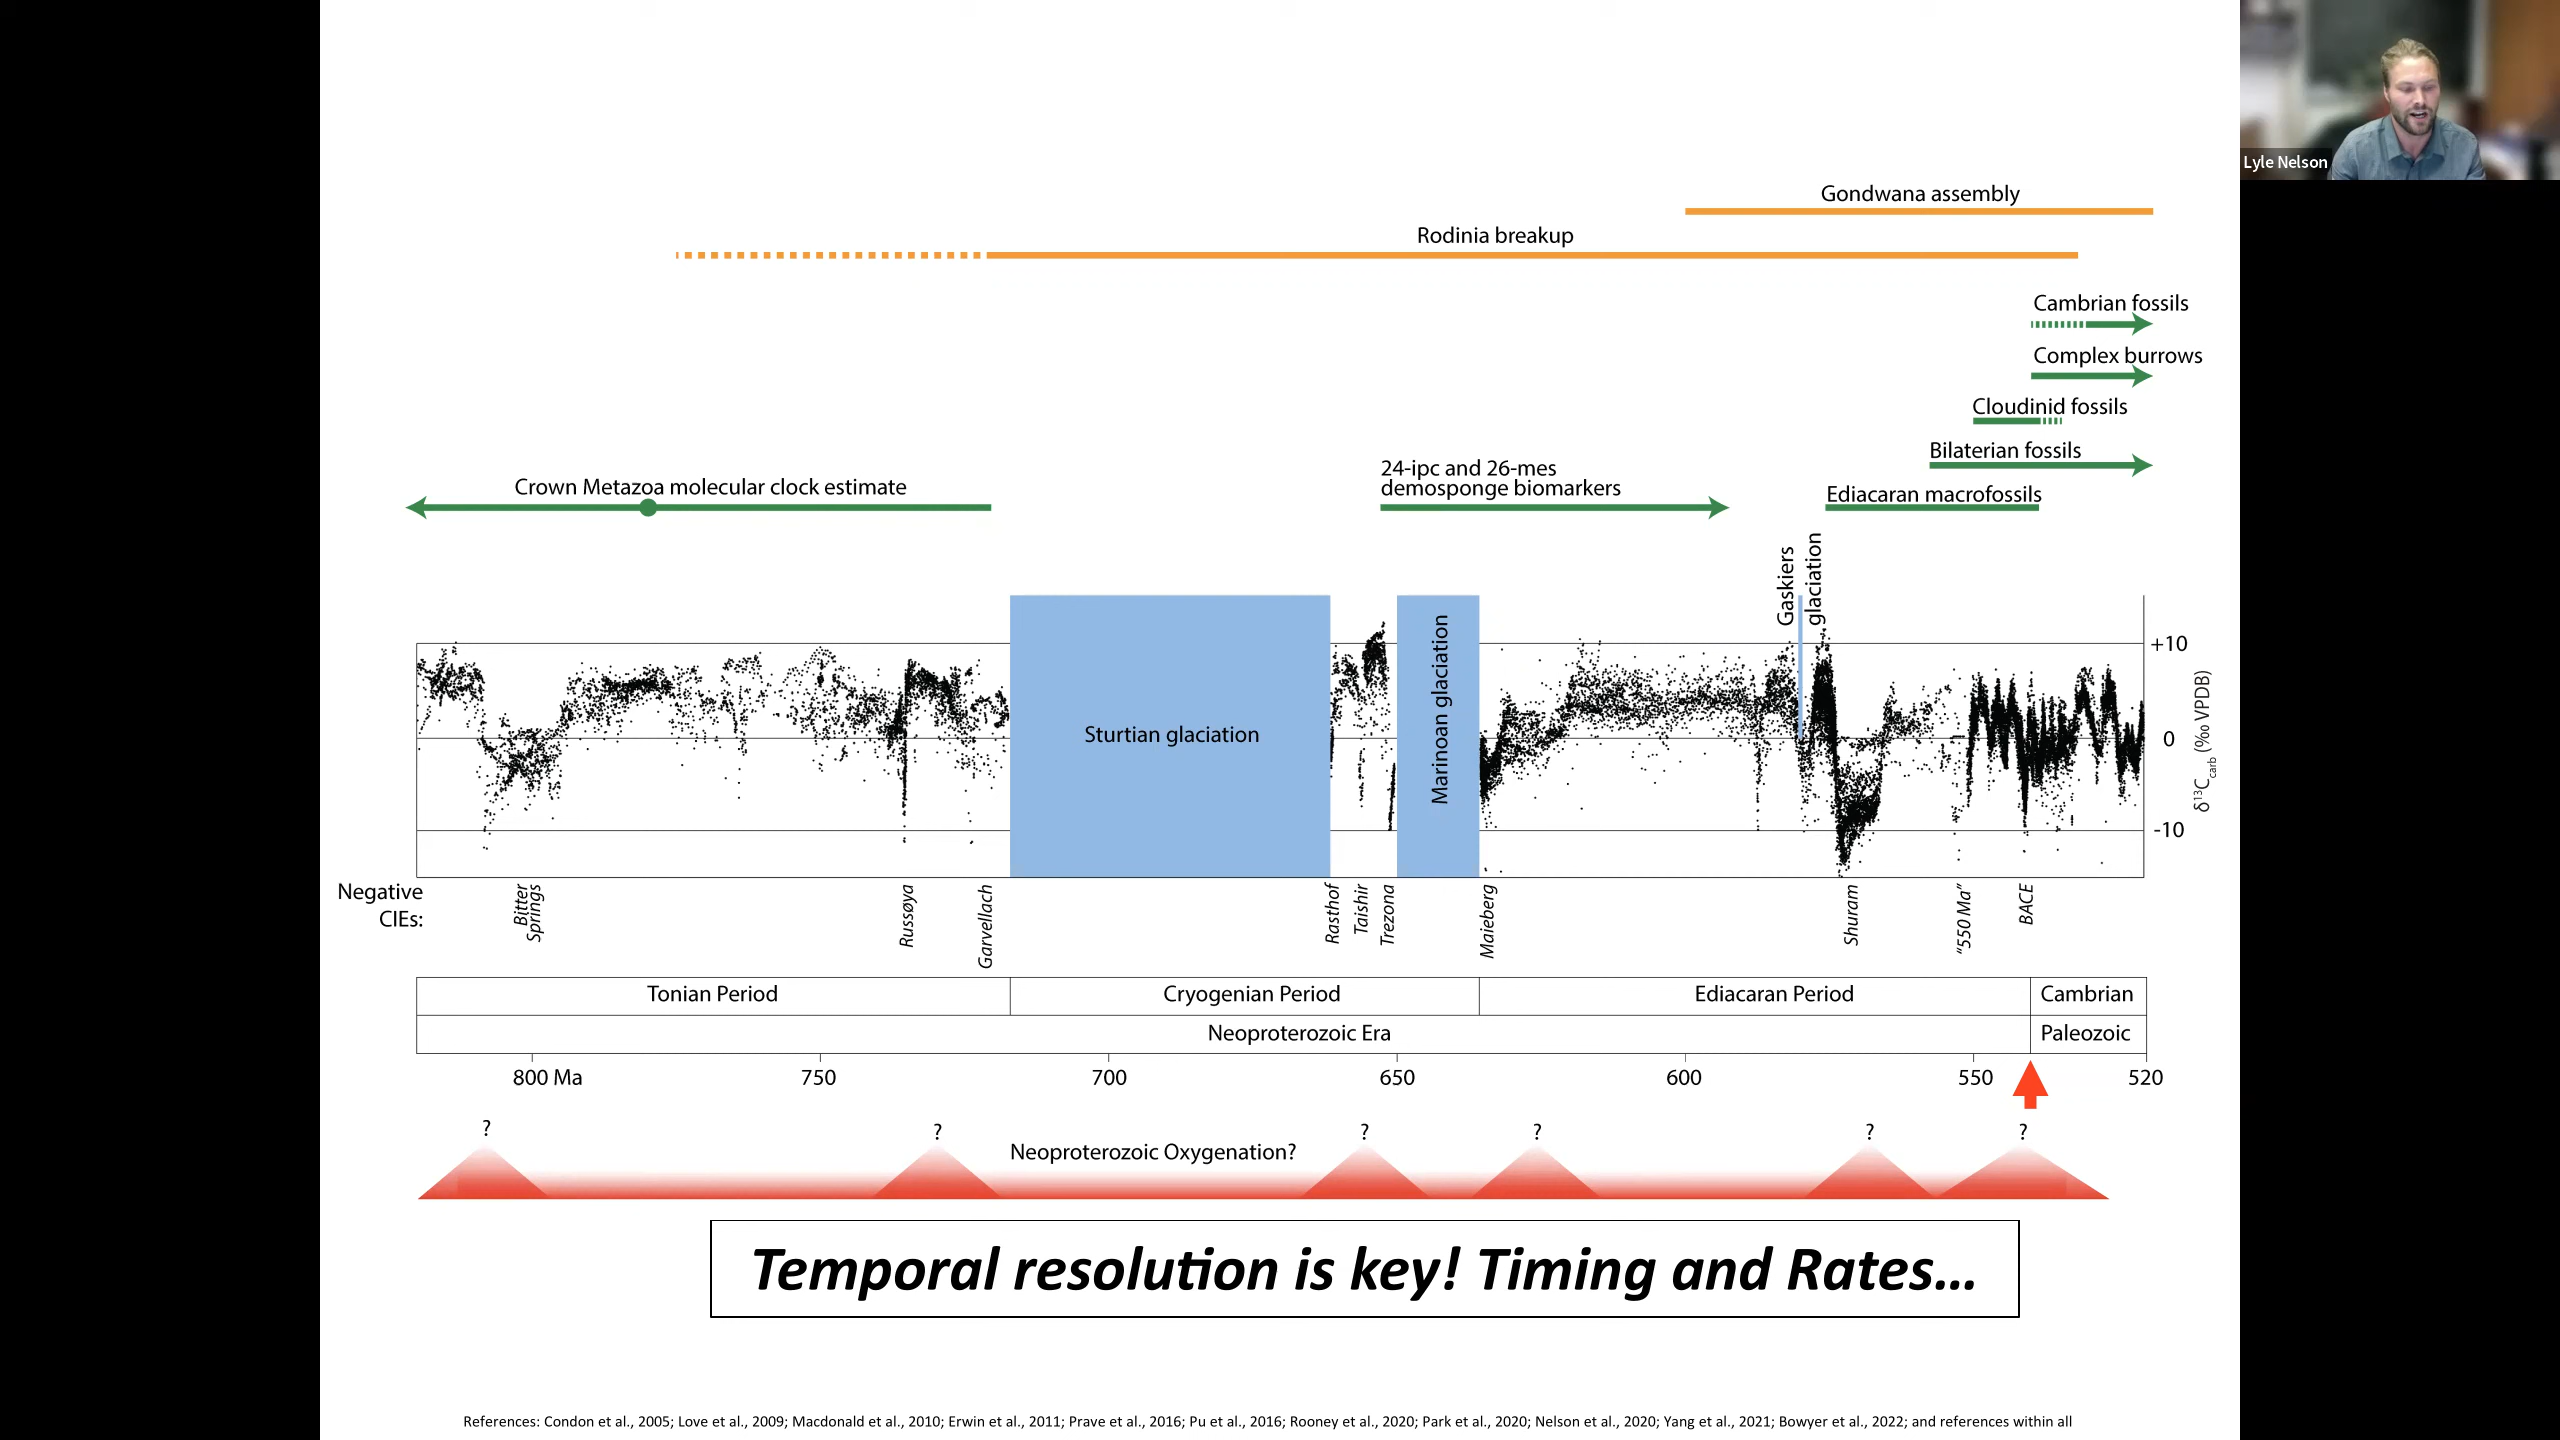 Lyle Nelson
Gondwana assembly
Rodinia breakup
Cambrian fossils
Complex burrows
Cloudinid fossils
Bilaterian fossils
Ediacaran macrofossils
24-ipc and 26-mes
demosponge biomarkers
Crown Metazoa molecular clock estimate
Gaskiers
glaciation
Sturtian glaciation
Marinoan glaciation
+10
0
-10
δ¹³Ccarb (‰ VPDB)
Negative
CIEs:
Bitter
Springs
Russøya
Garvellach
Rasthof
Taishir
Trezona
Maieberg
Shuram
“550 Ma”
BACE
Tonian Period
Cryogenian Period
Ediacaran Period
Cambrian
Neoproterozoic Era
Paleozoic
800 Ma
750
700
650
600
550
520
?
?
?
?
?
?
Neoproterozoic Oxygenation?
Temporal resolution is key! Timing and Rates...
References: Condon et al., 2005; Love et al., 2009; Macdonald et al., 2010; Erwin et al., 2011; Prave et al., 2016; Pu et al., 2016; Rooney et al., 2020; Park et al., 2020; Nelson et al., 2020; Yang et al., 2021; Bowyer et al., 2022; and references within all